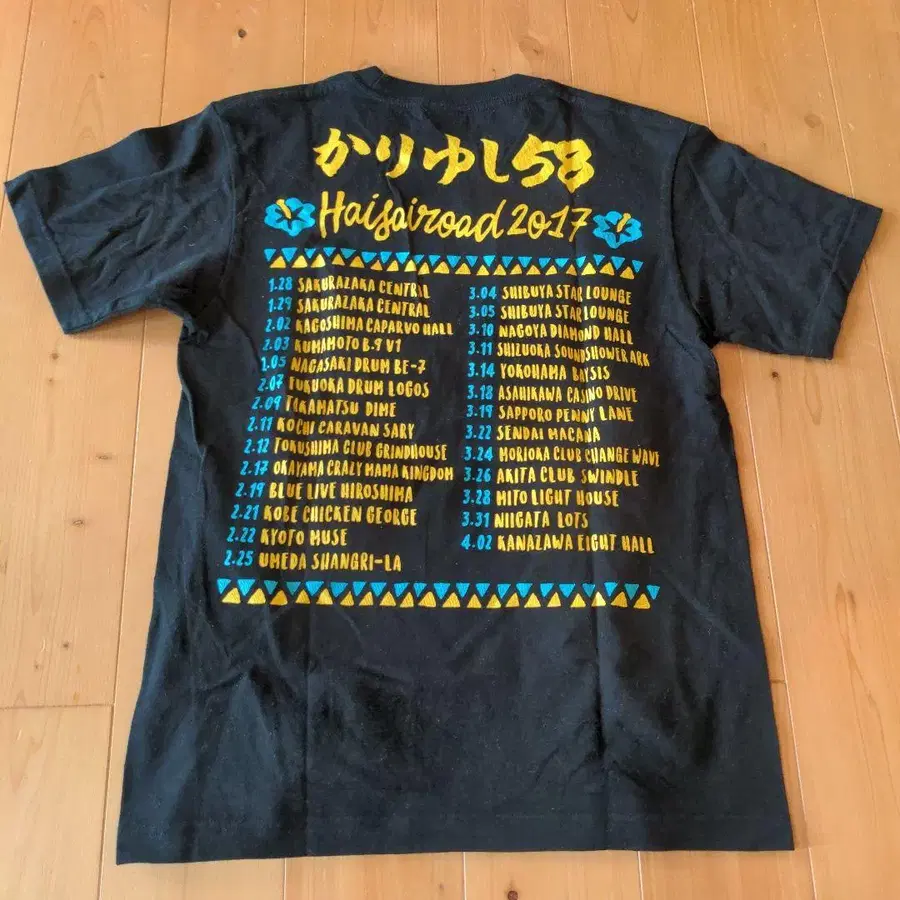 かりゆし58
Haisairoad 2017
1.28 SAKURAZAKA CENTRAL
1.29 SAKURAZAKA CENTRAL
2.02 KAGOSHIMA CAPARVO HALL
2.03 KUMAMOTO B.9 V1
2.05 NAGASAKI DRUM BE-7
2.07 FUKUOKA DRUM LOGOS
2.09 TAKAMATSU DIME
2.11 KOCHI CARAVAN SARY
2.12 TOKUSHIMA CLUB GRINDHOUSE
2.17 OKAYAMA CRAZY MAMA KINGDOM
2.19 BLUE LIVE HIROSHIMA
2.21 KOBE CHICKEN GEORGE
2.22 KYOTO MUSE
2.25 UMEDA SHANGRI-LA
3.04 SHIBUYA STAR LOUNGE
3.05 SHIBUYA STAR LOUNGE
3.10 NAGOYA DIAMOND HALL
3.11 SHIZUOKA SOUNDSHOWER ARK
3.14 YOKOHAMA BAYSIS
3.18 ASAHIKAWA CASINO DRIVE
3.19 SAPPORO PENNY LANE
3.22 SENDAI MACANA
3.24 MORIOKA CLUB CHANGE WAVE
3.26 AKITA CLUB SWINDLE
3.28 MITO LIGHT HOUSE
3.31 NIIGATA LOTS
4.02 KANAZAWA EIGHT HALL